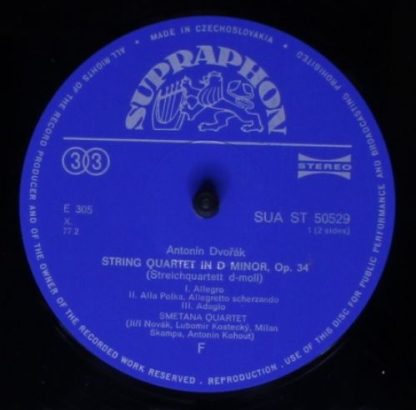 ALL RIGHTS OF THE RECORD PRODUCER AND OF THE OWNER OF THE RECORDED WORK RESERVED . REPRODUCTION . USE OF THIS DISC FOR PUBLIC PERFORMANCE AND BROADCASTING PROHIBITED
• MADE IN CZECHOSLOVAKIA •
SUPRAPHON
33
STEREO
E 305
X.
77 2
SUA ST 50529
1 (2 sides)
Antonín Dvořák
STRING QUARTET IN D MINOR, Op. 34
(Streichquartett d-moll)
I. Allegro
II. Alla Polka. Allegretto scherzando
III. Adagio
SMETANA QUARTET
(Jiří Novák, Lubomír Kostecký, Milan
Škampa, Antonín Kohout)
F